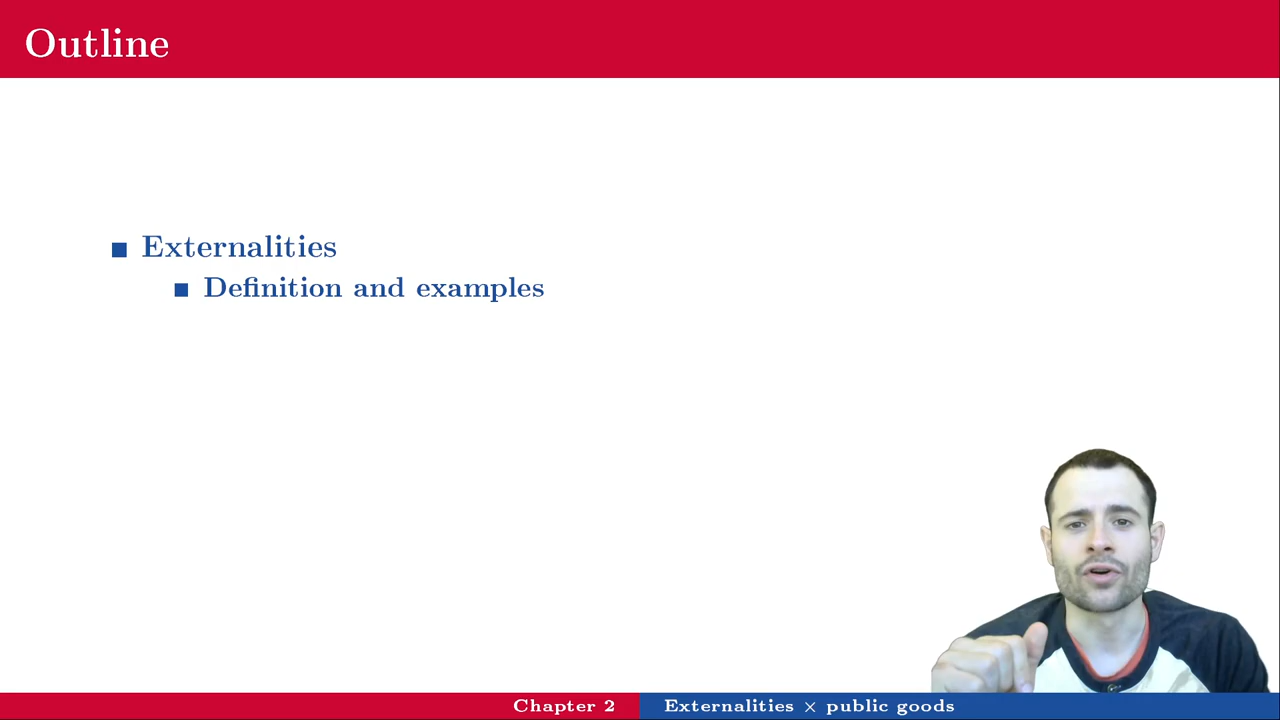 Outline
Externalities
Definition and examples
Chapter 2
Externalities × public goods